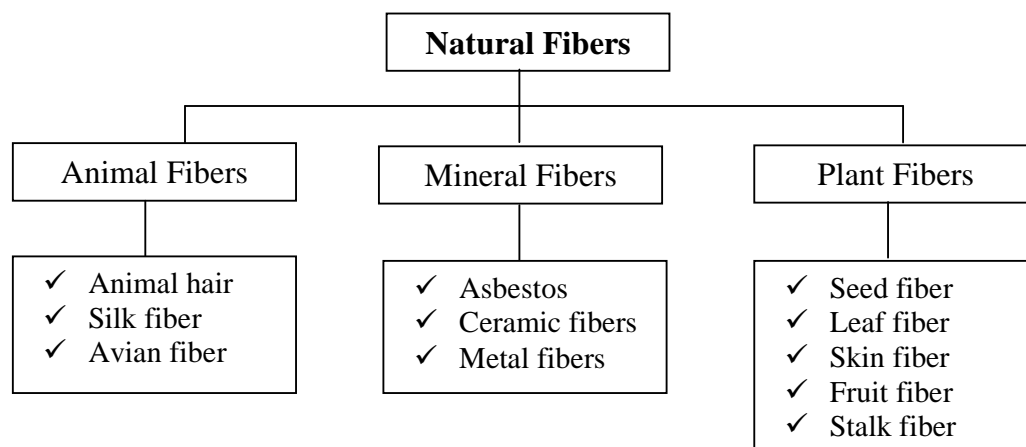 Natural Fibers
Animal Fibers
Mineral Fibers
Plant Fibers
✓ Animal hair
✓ Silk fiber
✓ Avian fiber
✓ Asbestos
✓ Ceramic fibers
✓ Metal fibers
✓ Seed fiber
✓ Leaf fiber
✓ Skin fiber
✓ Fruit fiber
✓ Stalk fiber